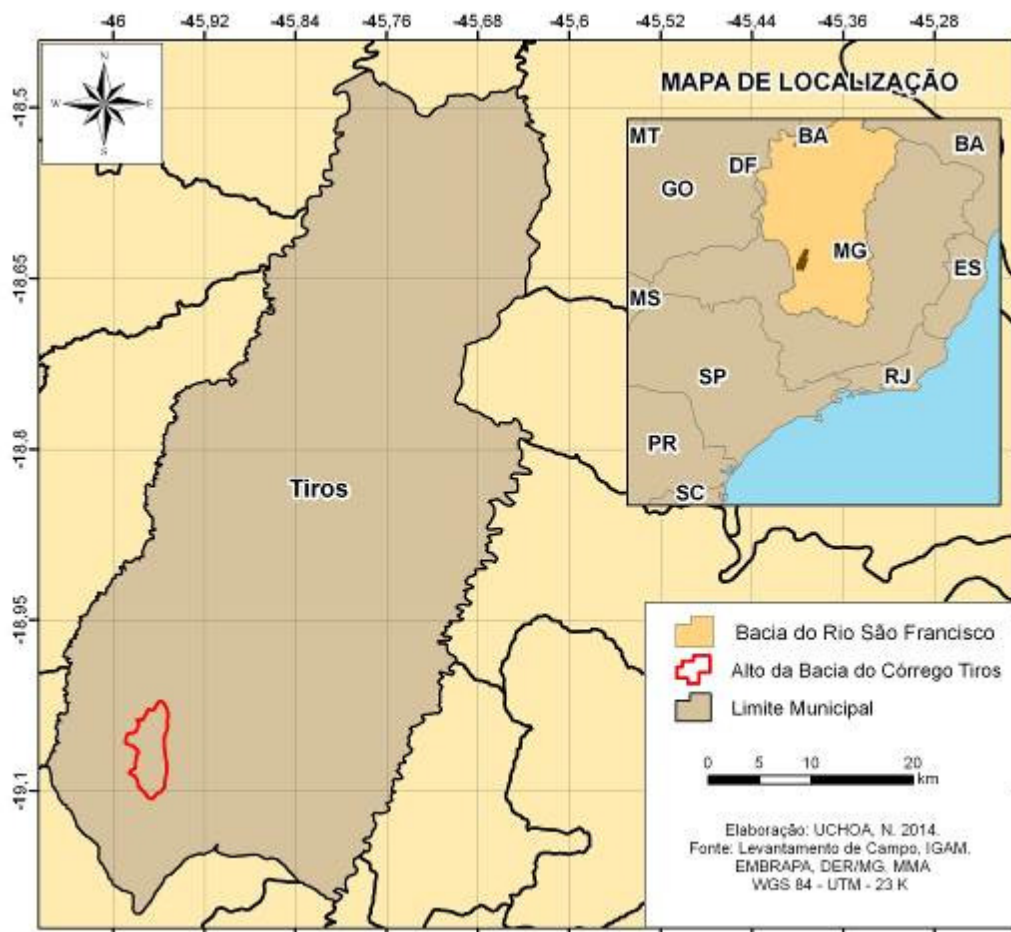 -46 -45,92 -45,84 -45,76 -45,68 -45,6 -45,52 -45,44 -45,36 -45,28
N
W E
S
MAPA DE LOCALIZAÇÃO
-18,5
-18,65
-18,8
-18,95
-19,1
MT
BA
BA
DF
GO
MG
ES
MS
SP
RJ
PR
SC
Tiros
Bacia do Rio São Francisco
Alto da Bacia do Córrego Tiros
Limite Municipal
0 5 10 20
km
Elaboração: UCHOA, N. 2014.
Fonte: Levantamento de Campo, IGAM,
EMBRAPA, DER/MG, MMA
WGS 84 - UTM - 23 K